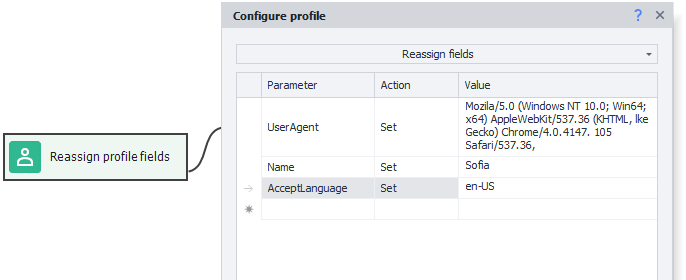 Configure profile ?
Reassign fields
Parameter Action Value
UserAgent Set Mozila/5.0 (Windows NT 10.0; Win64;
x64) AppleWebKit/537.36 (KHTML, lke
Gecko) Chrome/4.0.4147. 105
Safari/537.36,
Name Set Sofia
AcceptLanguage Set en-US
Reassign profile fields